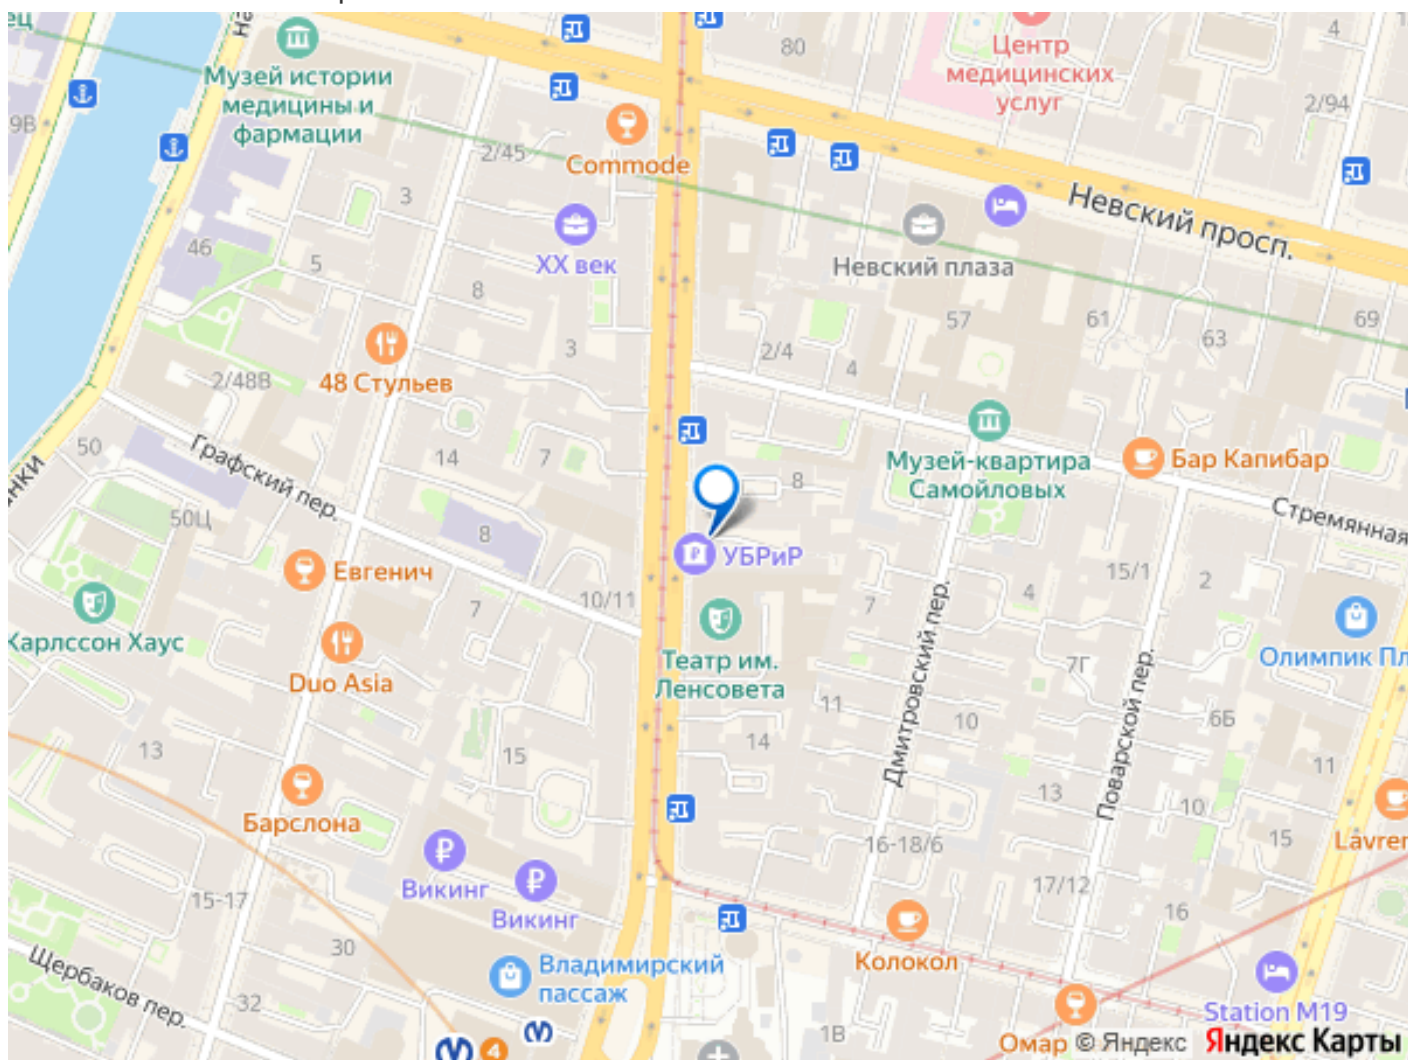 80
4
Центр
медицинских
услуг
Музей истории
медицины и
фармации
2/94
9В
Commode
2/45
3
Невский просп.
46
5
XX век
Невский плаза
8
57
61
63
69
3
2/4
4
48 Стульев
2/48В
50
Графский пер.
14
7
8
Музей-квартира
Самойловых
Бар Капибар
Стремянная
50Ц
8
УБРиР
Евгенич
7
10/11
7
4
15/1
2
Карлссон Хаус
Duo Asia
Театр им.
Ленсовета
Дмитровский пер.
7Г
Поварской пер.
Олимпик Пл
11
10
6Б
13
15
14
11
13
10
15
Барслона
Lavrer
Викинг
Викинг
16-18/6
17/12
15-17
16
30
Щербаков пер.
Владимирский
пассаж
Колокол
32
Station M19
4
1В
Омар
© Яндекс
Яндекс Карты